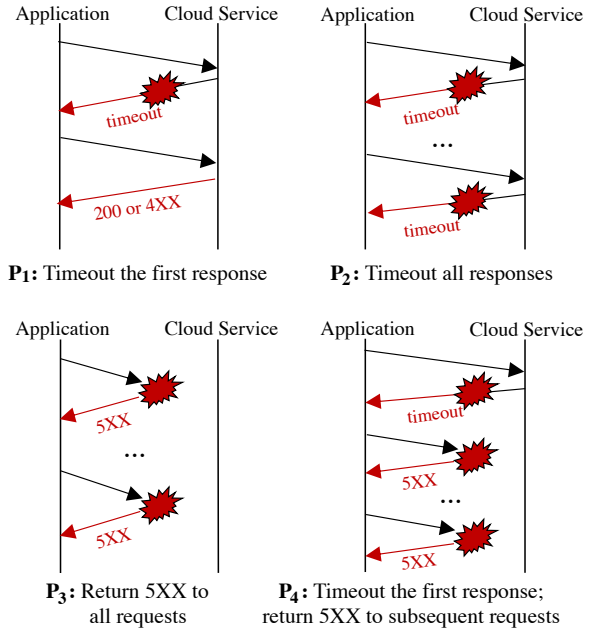 Application Cloud Service
timeout
200 or 4XX
P1: Timeout the first response
Application Cloud Service
timeout
...
timeout
P2: Timeout all responses
Application Cloud Service
5XX
...
5XX
P3: Return 5XX to
all requests
Application Cloud Service
timeout
5XX
...
5XX
P4: Timeout the first response;
return 5XX to subsequent requests